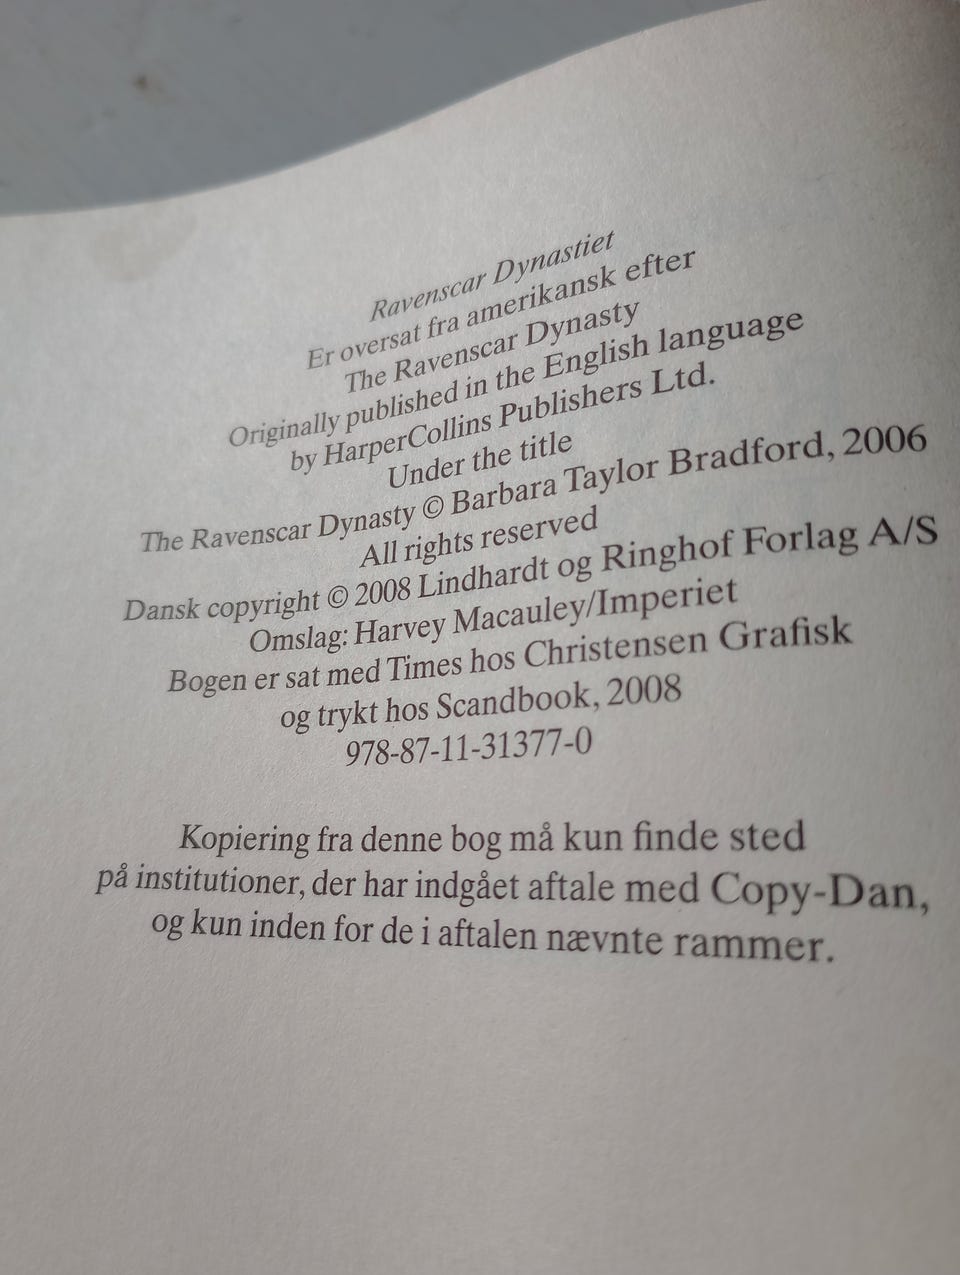 Ravenscar Dynastiet
Er oversat fra amerikansk efter
The Ravenscar Dynasty
Originally published in the English language
by HarperCollins Publishers Ltd.
Under the title
The Ravenscar Dynasty © Barbara Taylor Bradford, 2006
All rights reserved
Dansk copyright © 2008 Lindhardt og Ringhof Forlag A/S
Omslag: Harvey Macauley/Imperiet
Bogen er sat med Times hos Christensen Grafisk
og trykt hos Scandbook, 2008
978-87-11-31377-0
Kopiering fra denne bog må kun finde sted
på institutioner, der har indgået aftale med Copy-Dan,
og kun inden for de i aftalen nævnte rammer.